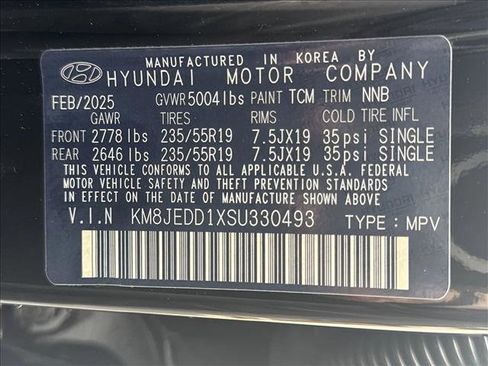 MANUFACTURED IN KOREA BY
HYUNDAI MOTOR COMPANY
FEB/2025 GVWR 5004 lbs PAINT TCM TRIM NNB
GAWR TIRES RIMS COLD TIRE INFL
FRONT 2778 lbs 235/55R19 7.5JX19 35psi SINGLE
REAR 2646 lbs 235/55R19 7.5JX19 35psi SINGLE
THIS VEHICLE CONFORMS TO ALL APPLICABLE U.S.A. FEDERAL
MOTOR VEHICLE SAFETY AND THEFT PREVENTION STANDARDS IN
EFFECT ON THE DATE OF MANUFACTURE SHOWN ABOVE.
V.I.N KM8JEDD1XSU330493 TYPE : MPV